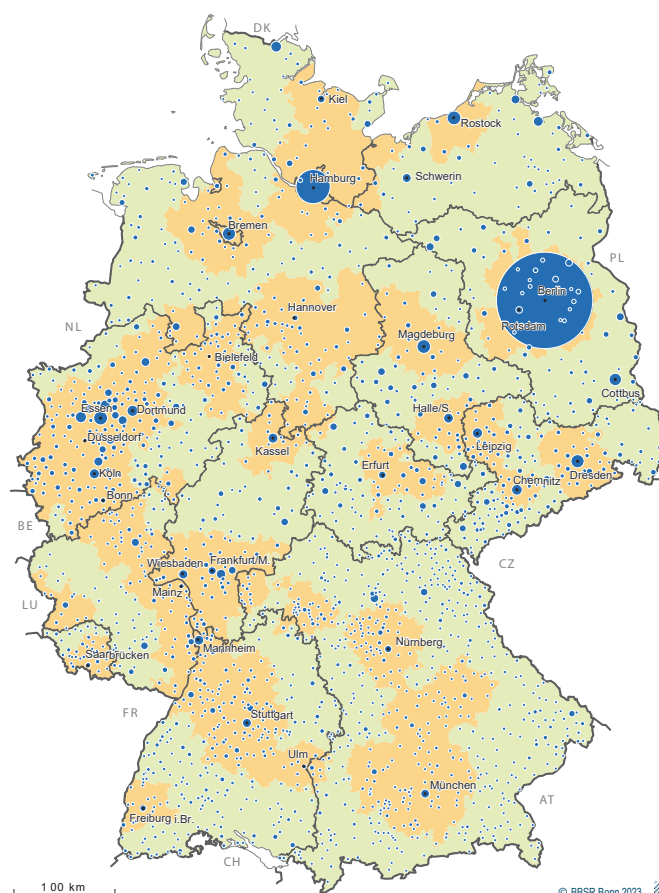 DK
Kiel
Rostock
Hamburg
Schwerin
Bremen
PL
Berlin
Potsdam
NL
Hannover
Magdeburg
Bielefeld
Cottbus
Essen
Dortmund
Halle/S.
Düsseldorf
Leipzig
Kassel
Köln
Erfurt
Dresden
Chemnitz
Bonn
BE
CZ
Wiesbaden
Frankfurt/M.
Mainz
LU
Nürnberg
Mannheim
Saarbrücken
FR
Stuttgart
Ulm
München
AT
Freiburg i.Br.
CH
100 km
© BBSR Bonn 2023